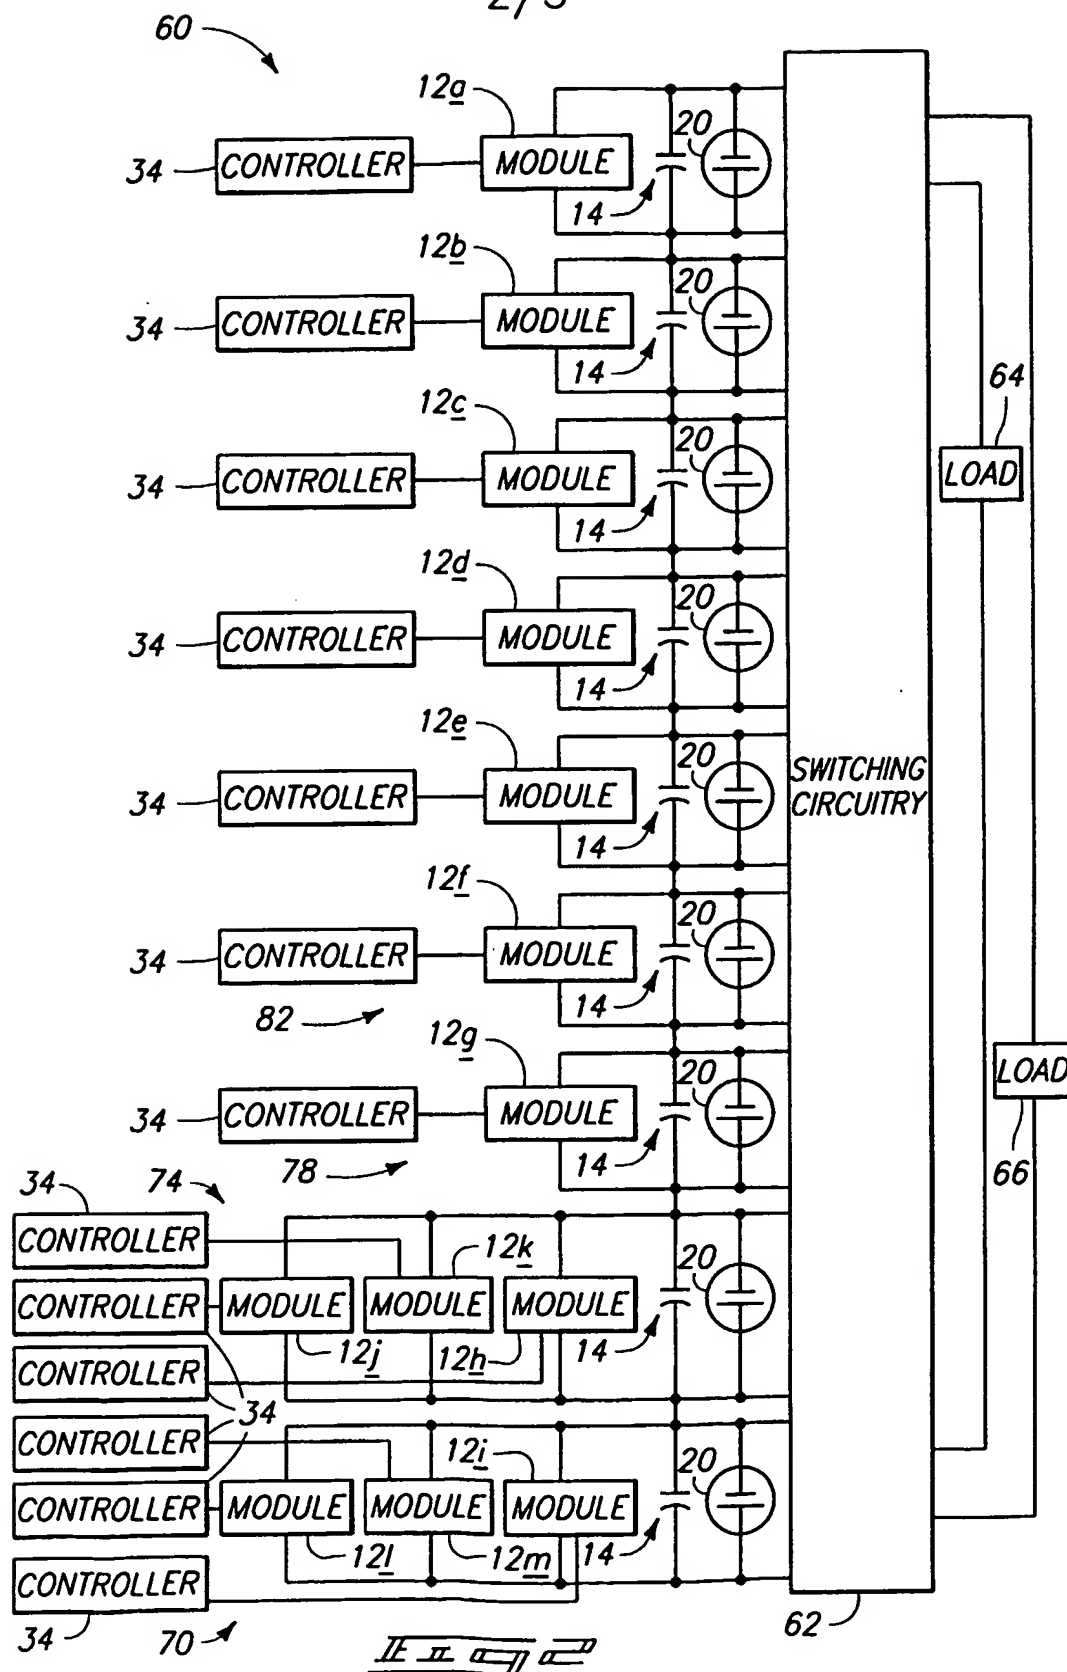 2/3
60
12a
34 CONTROLLER MODULE 14 20
12b
34 CONTROLLER MODULE 14 20
12c
34 CONTROLLER MODULE 14 20
64
LOAD
12d
34 CONTROLLER MODULE 14 20
12e
34 CONTROLLER MODULE 14 20
SWITCHING
CIRCUITRY
12f
34 CONTROLLER MODULE 14 20
82
12g
34 CONTROLLER MODULE 14 20
LOAD
66
78
34 74
CONTROLLER
12k
CONTROLLER MODULE MODULE MODULE 14 20
12j 12h
CONTROLLER
34
CONTROLLER
12i
CONTROLLER MODULE MODULE MODULE 14 20
12l 12m
CONTROLLER
34 70
62
FIG 2